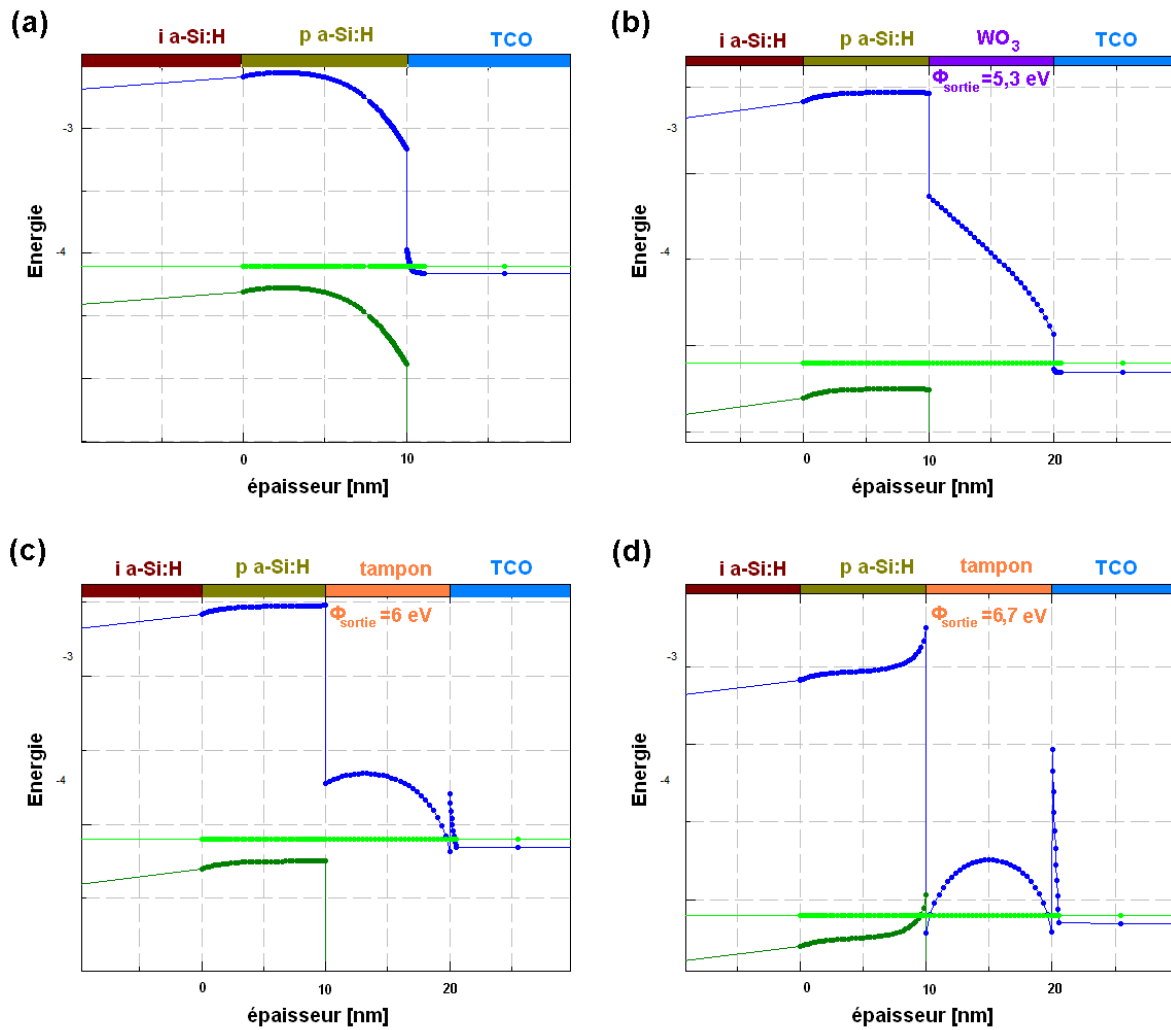 (a)
i a-Si:H p a-Si:H TCO
-3
-4
Energie
0 10
épaisseur [nm]
(b)
i a-Si:H p a-Si:H WO₃ TCO
Φsortie=5,3 eV
-3
-4
Energie
0 10 20
épaisseur [nm]
(c)
i a-Si:H p a-Si:H tampon TCO
Φsortie=6 eV
-3
-4
Energie
0 10 20
épaisseur [nm]
(d)
i a-Si:H p a-Si:H tampon TCO
Φsortie=6,7 eV
-3
-4
Energie
0 10 20
épaisseur [nm]